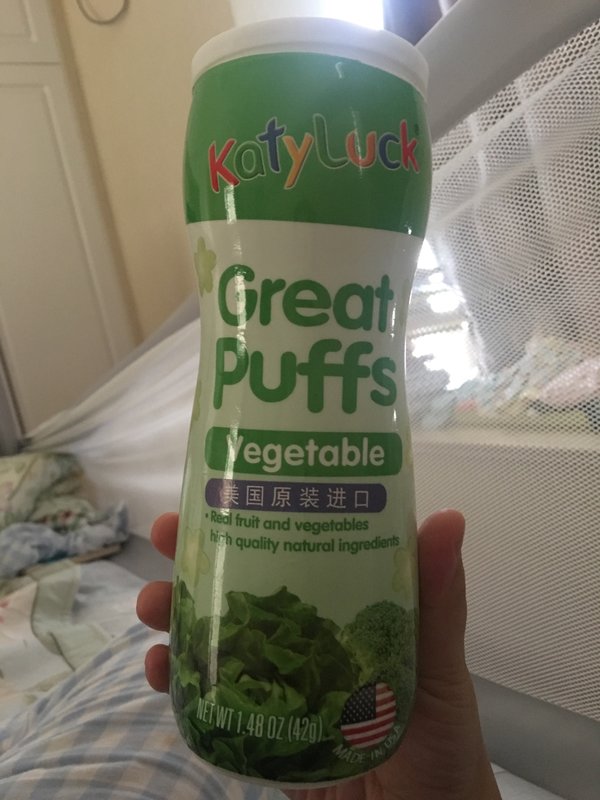 KatyLuck
Great
Puffs
Vegetable
美国原装进口
• Real fruit and vegetables
high quality natural ingredients
NET WT 1.48 OZ (42g)
MADE IN USA